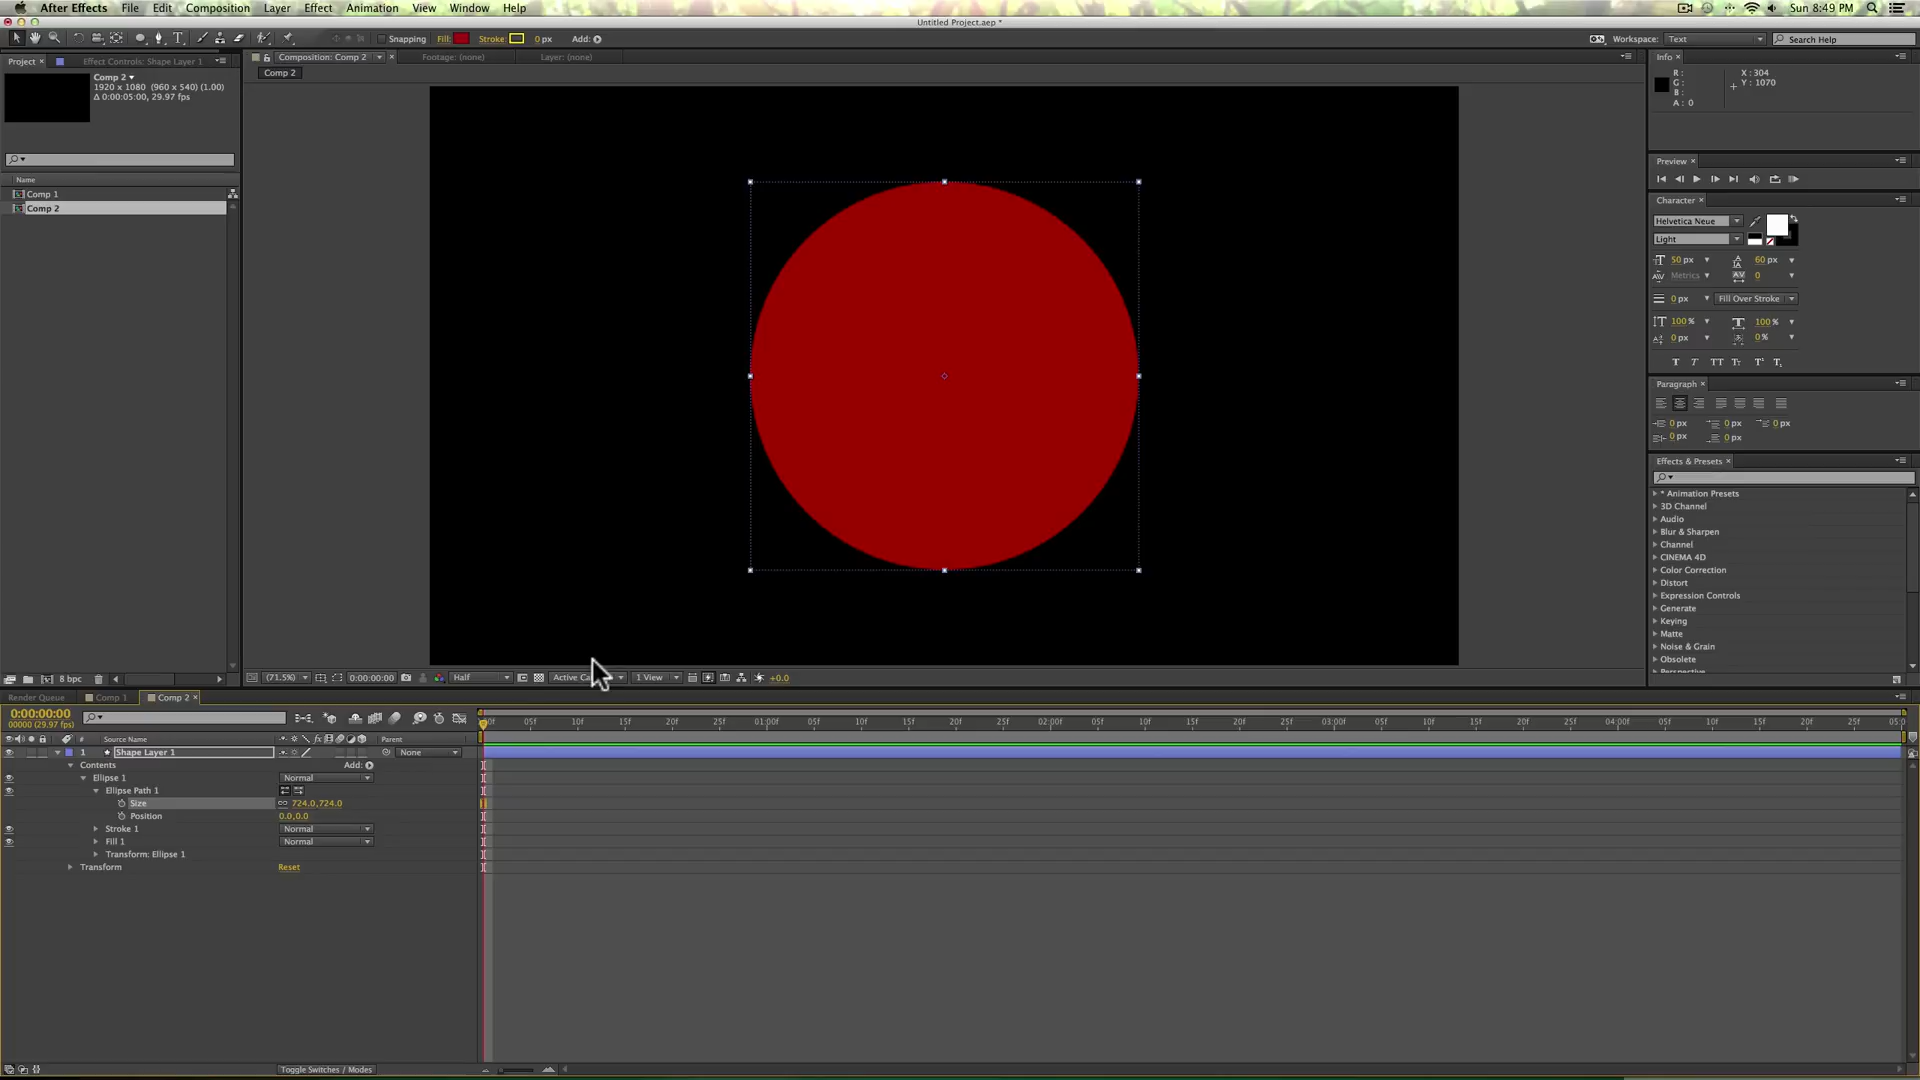 After Effects File Edit Composition Layer Effect Animation View Window Help Sun 8:49 PM
Untitled Project.aep *
Snapping Fill: Stroke: 0 px Add: Workspace: Text Search Help
Project × Effect Controls: Shape Layer 1 Composition: Comp 2 × Footage: (none) Layer: (none) Info ×
Comp 2
Comp 2
1920 x 1080 (960 x 540) (1.00)
Δ 0:00:05:00, 29.97 fps
R :
G :
B :
A : 0
X : 304
Y : 1070
Name
Comp 1
Comp 2
Preview ×
Character ×
Helvetica Neue
Light
50 px 60 px
Metrics 0
0 px Fill Over Stroke
100 % 100 %
0 px 0 %
T T TT Tr T¹ T₁
Paragraph ×
0 px 0 px 0 px
0 px 0 px
Effects & Presets ×
* Animation Presets
3D Channel
Audio
Blur & Sharpen
Channel
CINEMA 4D
Color Correction
Distort
Expression Controls
Generate
Keying
Matte
Noise & Grain
Obsolete
8 bpc (71.5%) 0:00:00:00 Half Active 1 View +0.0
Render Queue Comp 1 Comp 2 ×
0:00:00:00
00000 (29.97 fps)
05f 10f 15f 20f 25f 01:00f 05f 10f 15f 20f 25f 02:00f 05f 10f 15f 20f 25f 03:00f 05f 10f 15f 20f 25f 04:00f 05f 10f 15f 20f 25f
# Source Name Parent
1 Shape Layer 1 None
Contents Add:
Ellipse 1 Normal
Ellipse Path 1
Size 724.0,724.0
Position 0.0,0.0
Stroke 1 Normal
Fill 1 Normal
Transform: Ellipse 1
Transform Reset
Toggle Switches / Modes